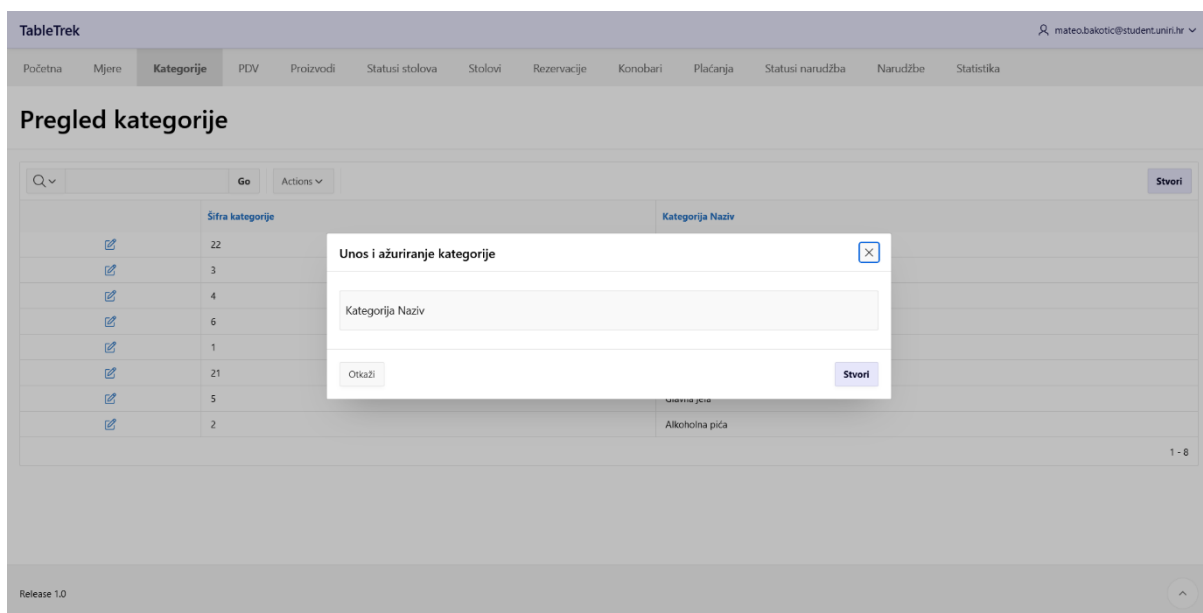 TableTrek
mateo.bakotic@student.uniri.hr
Početna Mjere Kategorije PDV Proizvodi Statusi stolova Stolovi Rezervacije Konobari Plaćanja Statusi narudžba Narudžbe Statistika
Pregled kategorije
Go Actions Stvori
Šifra kategorije Kategorija Naziv
22
3
4
6
1
21
5 Glavna jela
2 Alkoholna pića
1 - 8
Unos i ažuriranje kategorije
Kategorija Naziv
Otkaži Stvori
Release 1.0